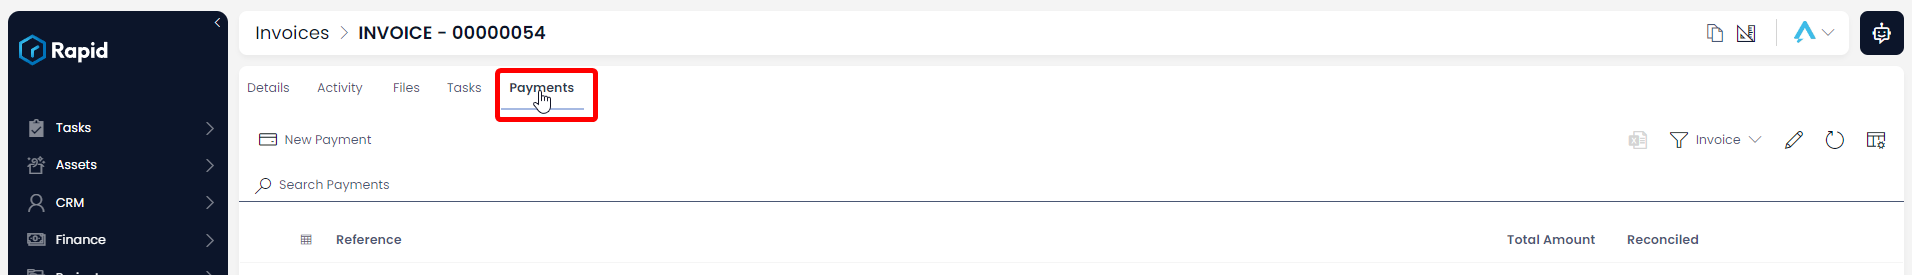 Rapid
Invoices > INVOICE - 00000054
Details Activity Files Tasks Payments
Tasks
Assets
CRM
Finance
New Payment
Invoice
Search Payments
Reference Total Amount Reconciled